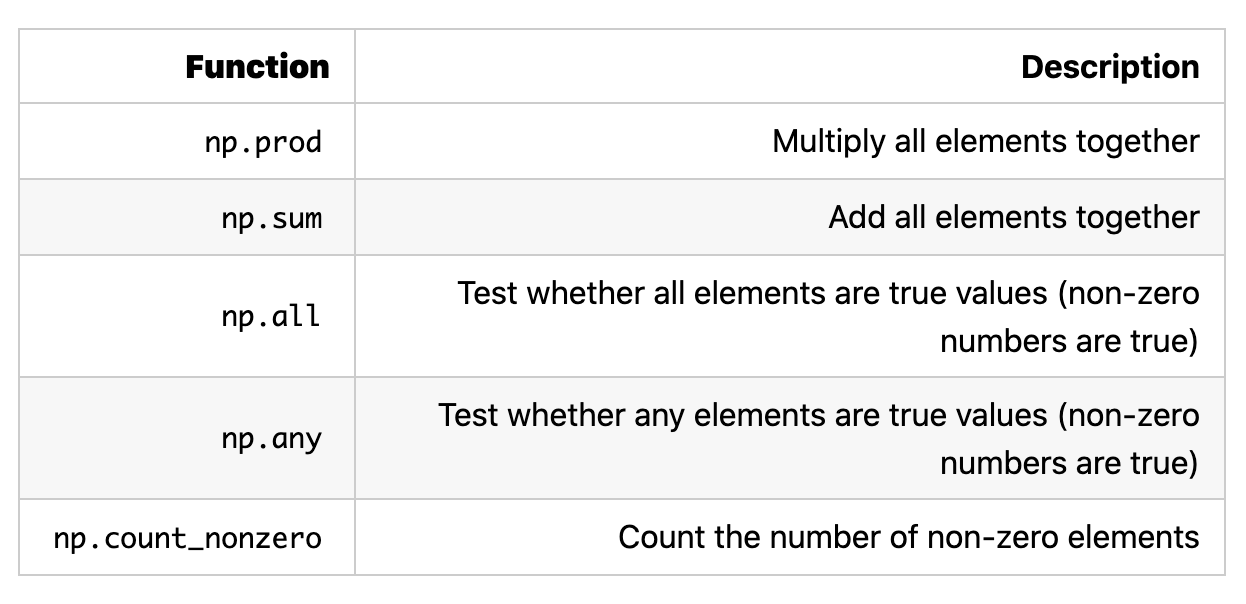 Function Description
np.prod Multiply all elements together
np.sum Add all elements together
np.all Test whether all elements are true values (non-zero
numbers are true)
np.any Test whether any elements are true values (non-zero
numbers are true)
np.count_nonzero Count the number of non-zero elements